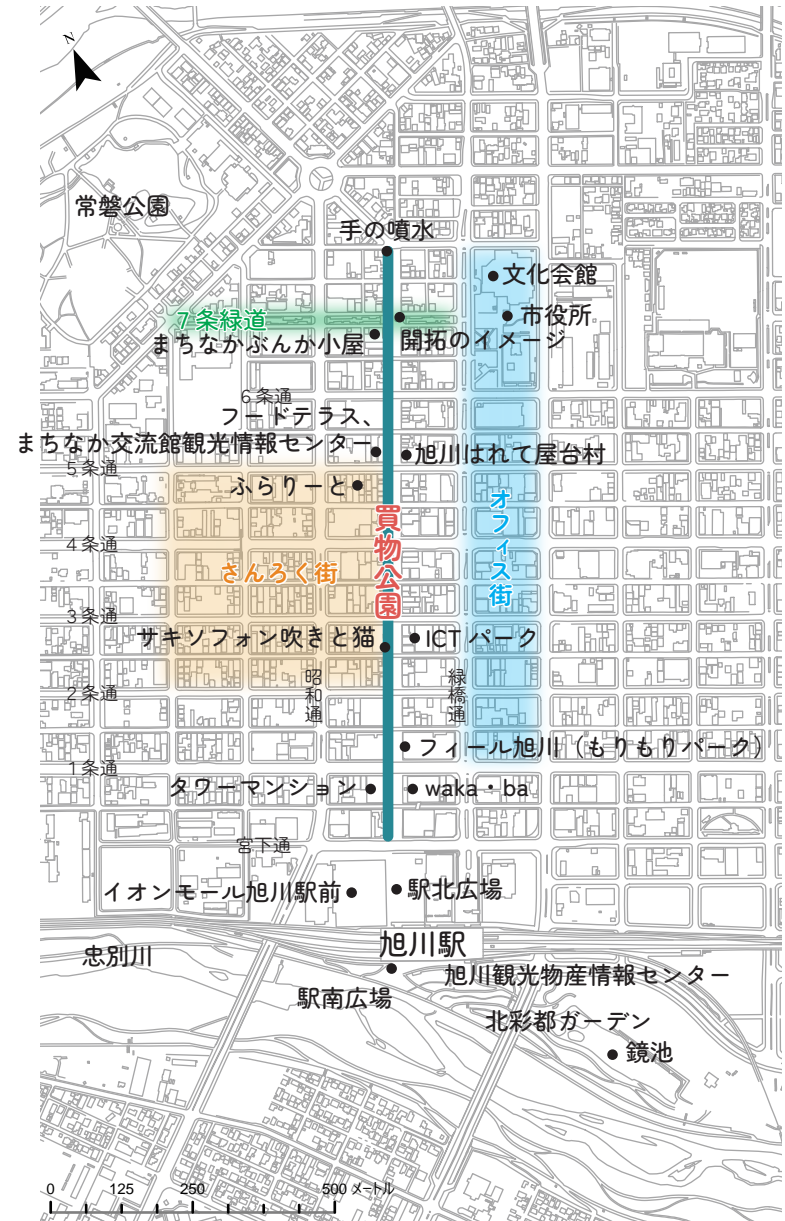 N
常磐公園
手の噴水
文化会館
7条緑道
市役所
まちなかぶんか小屋
開拓のイメージ
6条通
フードテラス、
まちなか交流館観光情報センター
旭川はれて屋台村
5条通
ふらりーと
買物公園
オフィス街
4条通
さんろく街
3条通
サキソフォン吹きと猫
ICTパーク
昭和通
緑橋通
2条通
フィール旭川（もりもりパーク）
1条通
タワーマンション
waka・ba
宮下通
イオンモール旭川駅前
駅北広場
旭川駅
忠別川
旭川観光物産情報センター
駅南広場
北彩都ガーデン
鏡池
0 125 250 500 メートル